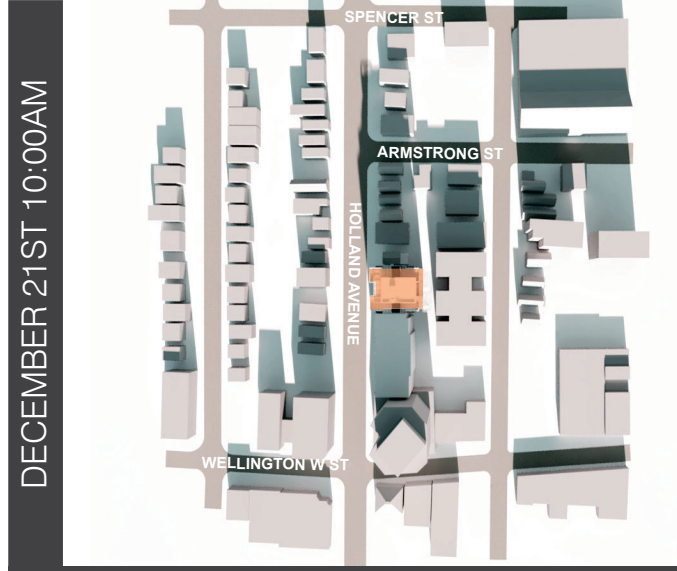 DECEMBER 21ST 10:00AM
SPENCER ST
ARMSTRONG ST
HOLLAND AVENUE
WELLINGTON W ST